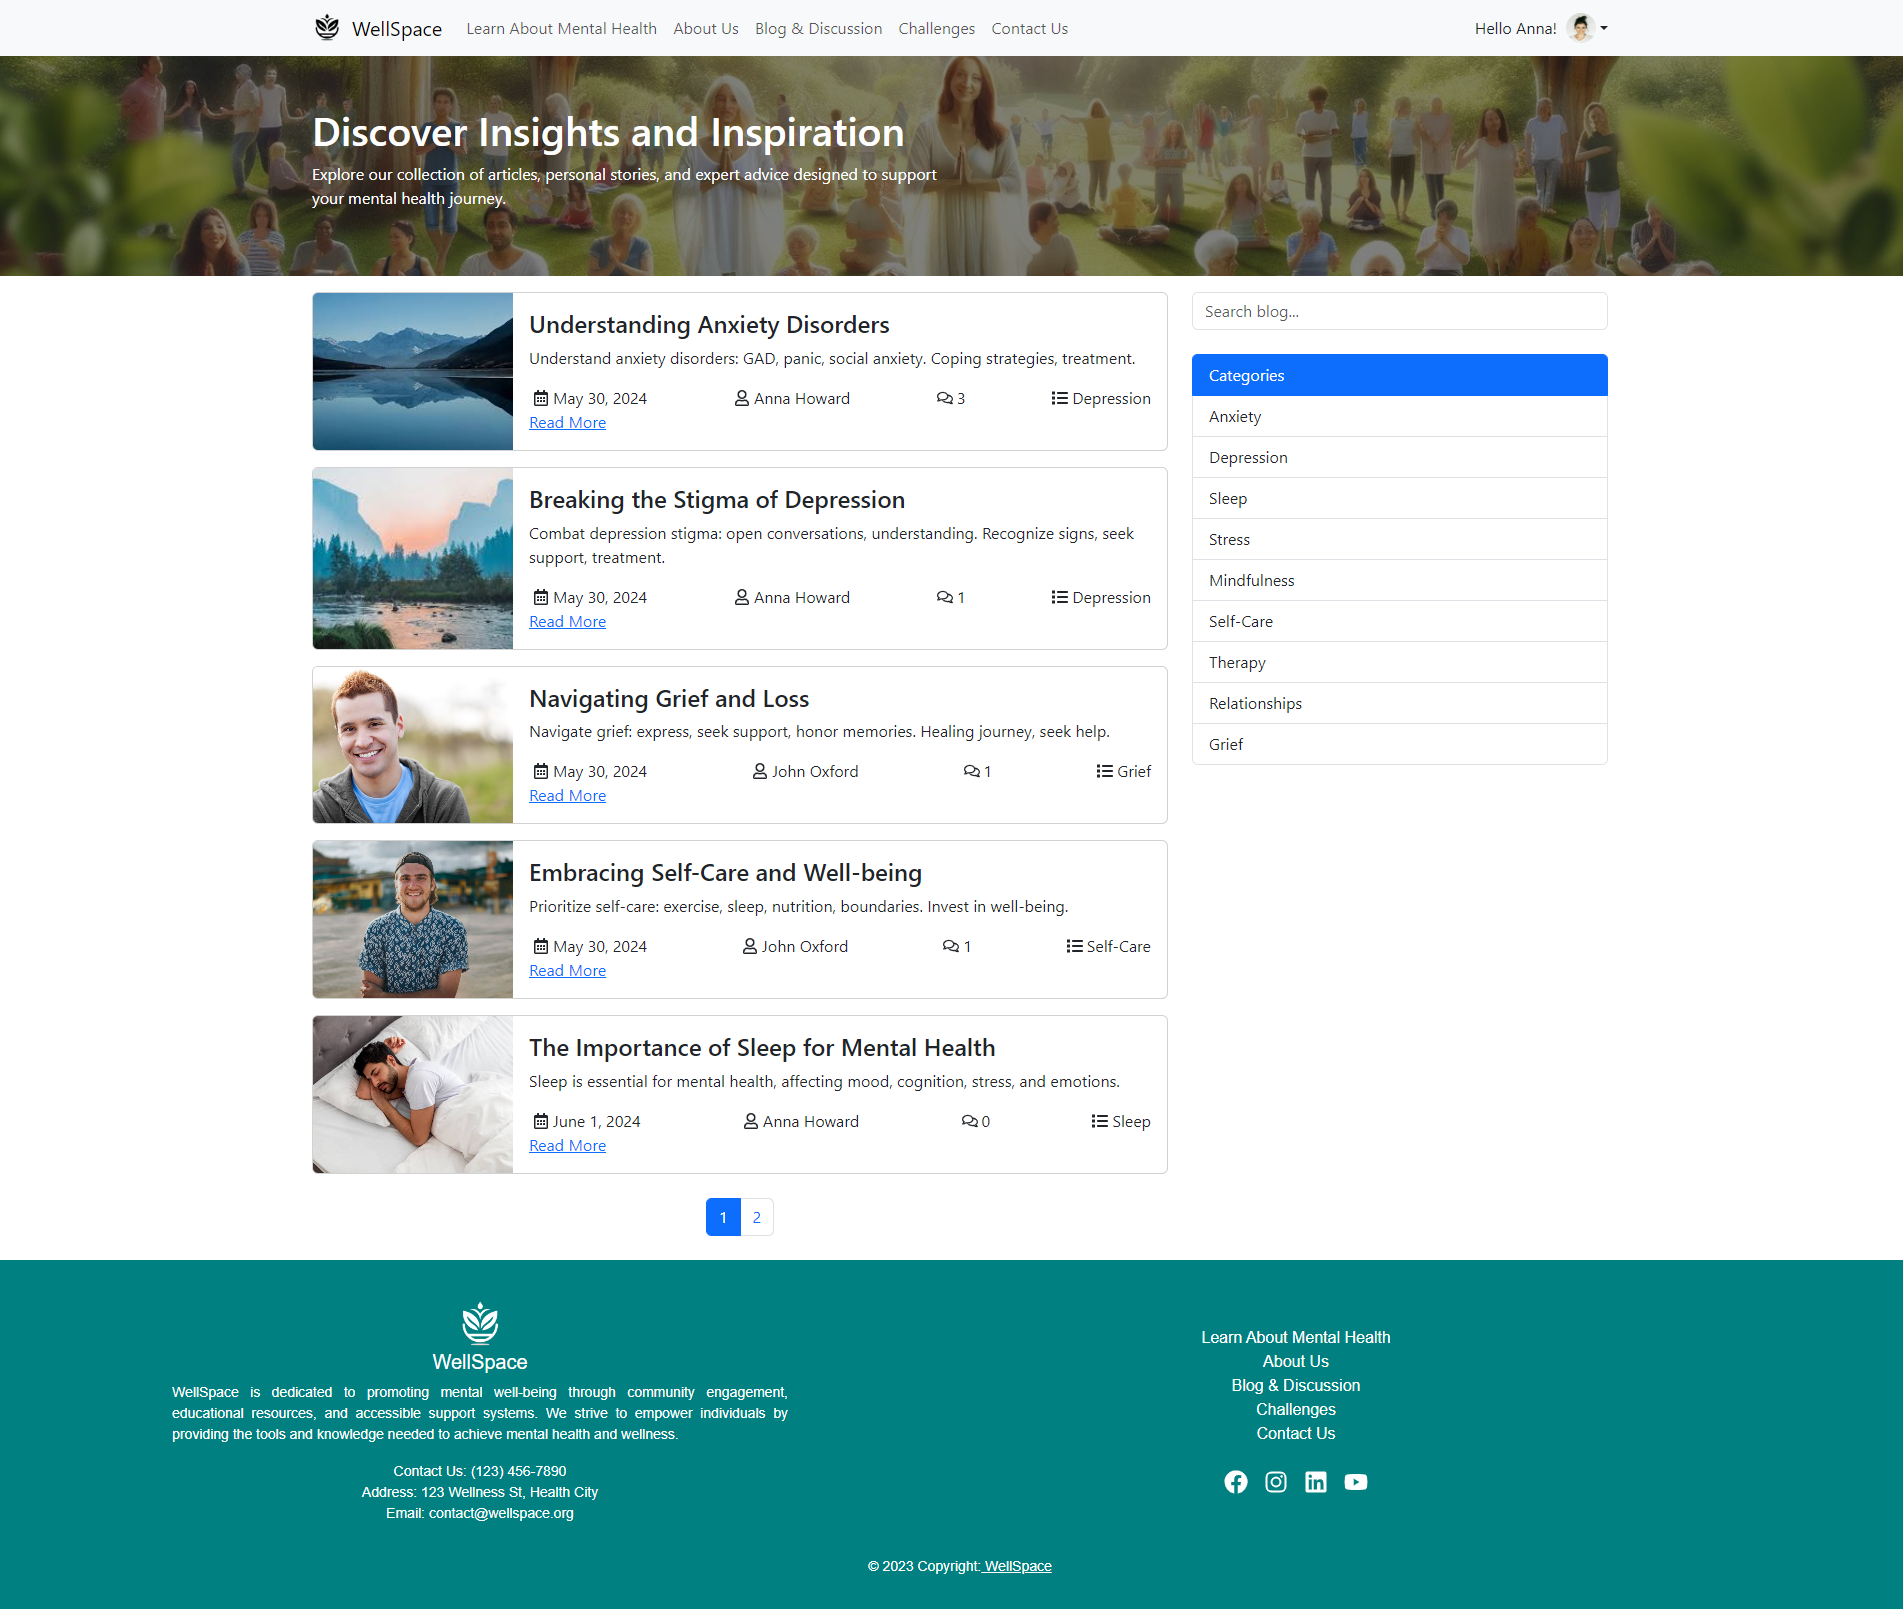 WellSpace
Learn About Mental Health
About Us
Blog & Discussion
Challenges
Contact Us
Hello Anna!
Discover Insights and Inspiration
Explore our collection of articles, personal stories, and expert advice designed to support
your mental health journey.
Understanding Anxiety Disorders
Understand anxiety disorders: GAD, panic, social anxiety. Coping strategies, treatment.
May 30, 2024 Anna Howard 3 Depression
Read More
Breaking the Stigma of Depression
Combat depression stigma: open conversations, understanding. Recognize signs, seek
support, treatment.
May 30, 2024 Anna Howard 1 Depression
Read More
Navigating Grief and Loss
Navigate grief: express, seek support, honor memories. Healing journey, seek help.
May 30, 2024 John Oxford 1 Grief
Read More
Embracing Self-Care and Well-being
Prioritize self-care: exercise, sleep, nutrition, boundaries. Invest in well-being.
May 30, 2024 John Oxford 1 Self-Care
Read More
The Importance of Sleep for Mental Health
Sleep is essential for mental health, affecting mood, cognition, stress, and emotions.
June 1, 2024 Anna Howard 0 Sleep
Read More
1 2
Search blog...
Categories
Anxiety
Depression
Sleep
Stress
Mindfulness
Self-Care
Therapy
Relationships
Grief
WellSpace
WellSpace is dedicated to promoting mental well-being through community engagement,
educational resources, and accessible support systems. We strive to empower individuals by
providing the tools and knowledge needed to achieve mental health and wellness.
Contact Us: (123) 456-7890
Address: 123 Wellness St, Health City
Email: contact@wellspace.org
Learn About Mental Health
About Us
Blog & Discussion
Challenges
Contact Us
© 2023 Copyright: WellSpace